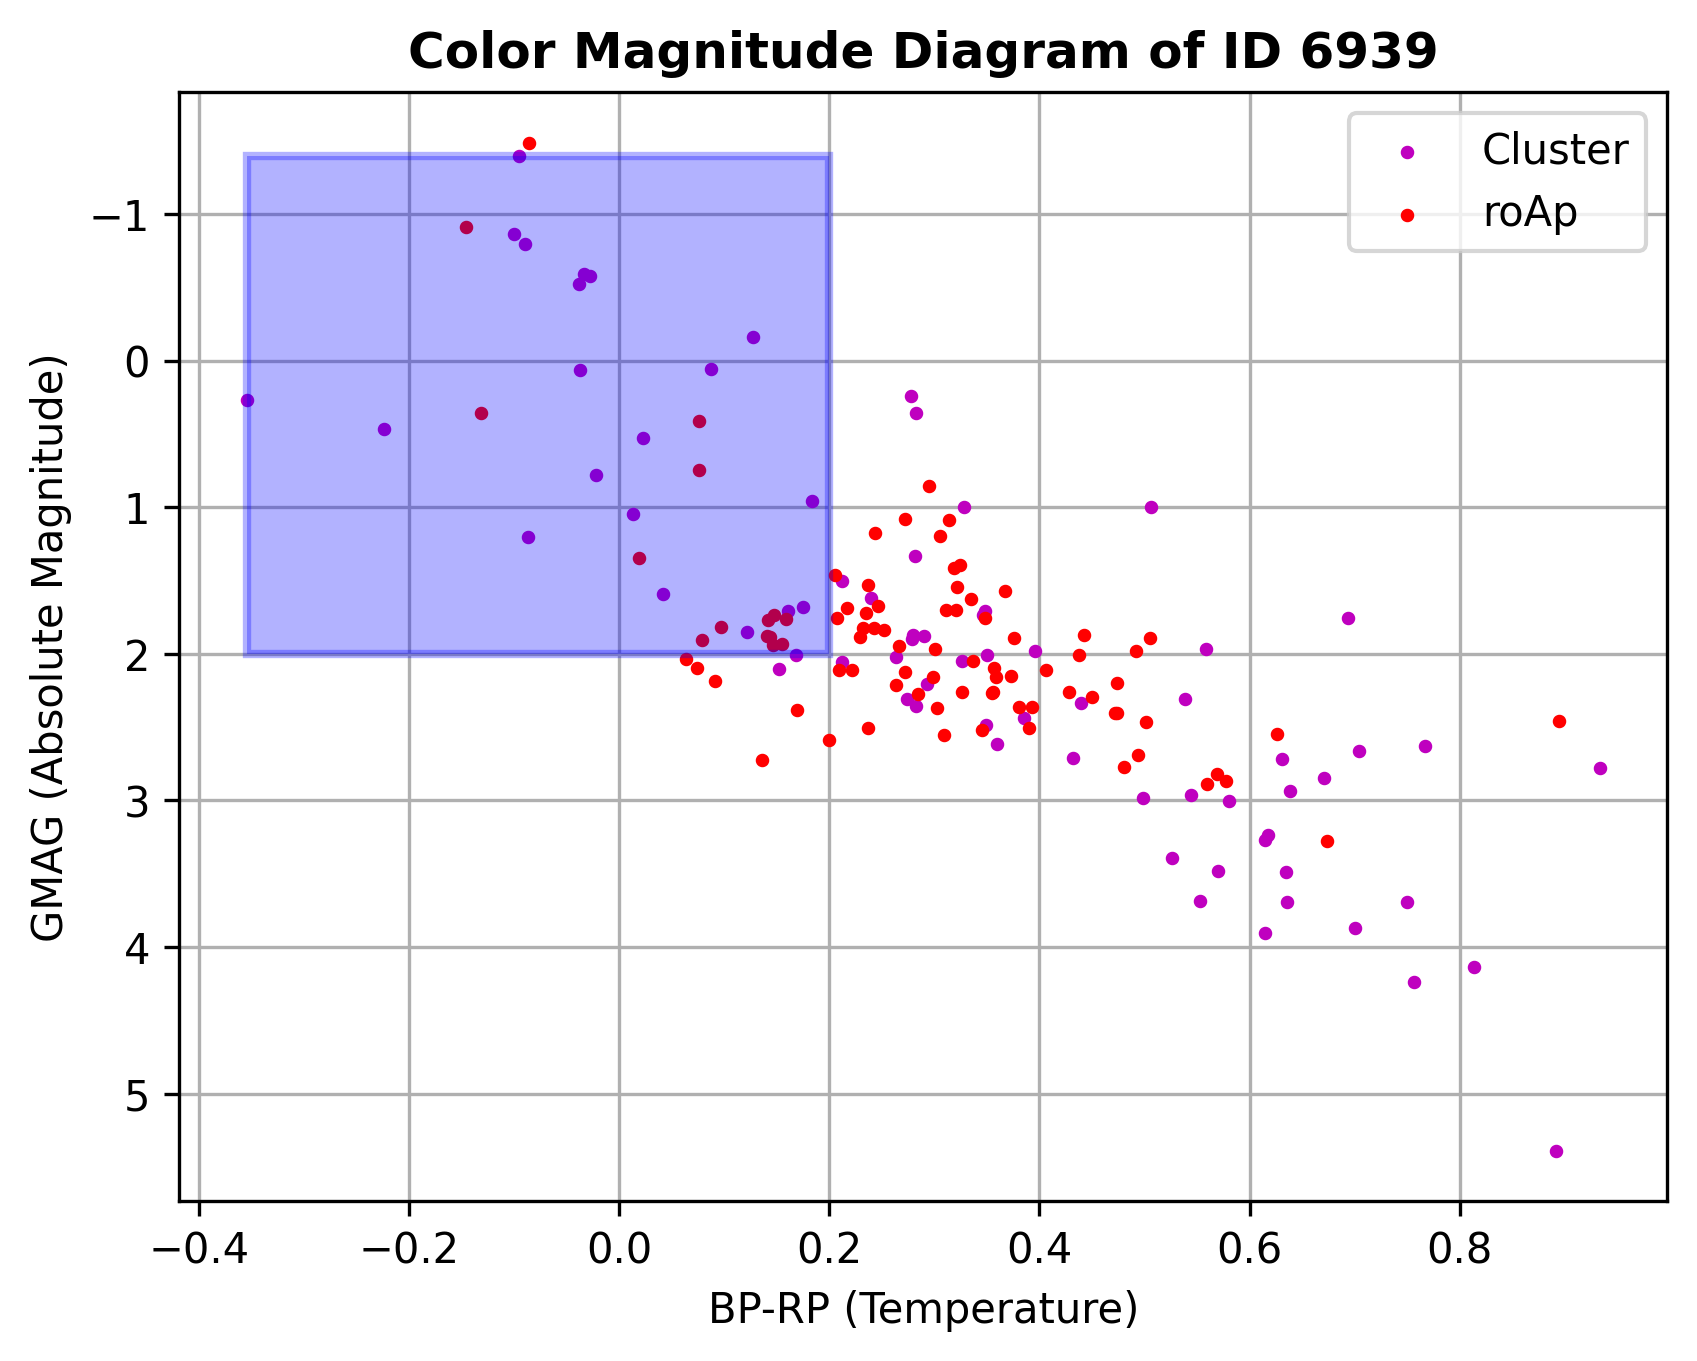 Color Magnitude Diagram of ID 6939
Cluster
roAp
GMAG (Absolute Magnitude)
−1
0
1
2
3
4
5
−0.4 −0.2 0.0 0.2 0.4 0.6 0.8
BP-RP (Temperature)